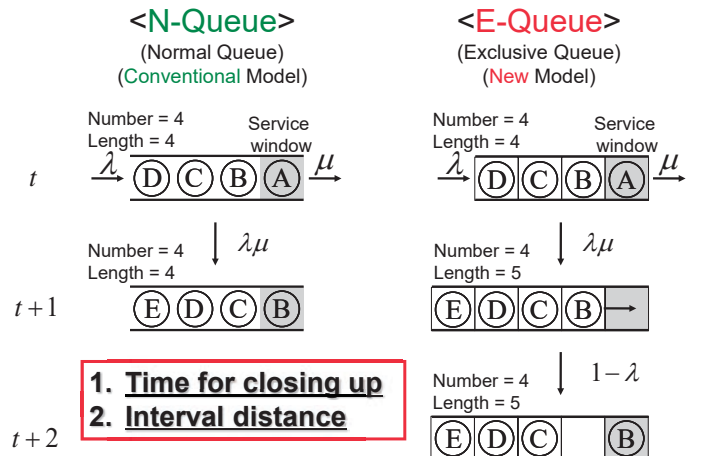 <N-Queue>
(Normal Queue)
(Conventional Model)
<E-Queue>
(Exclusive Queue)
(New Model)
t
Number = 4
Length = 4
Service
window
λ
D C B A
μ
Number = 4
Length = 4
Service
window
λ
D C B A
μ
λμ
λμ
t + 1
Number = 4
Length = 4
E D C B
Number = 4
Length = 5
E D C B
1. Time for closing up
2. Interval distance
1 − λ
t + 2
Number = 4
Length = 5
E D C B